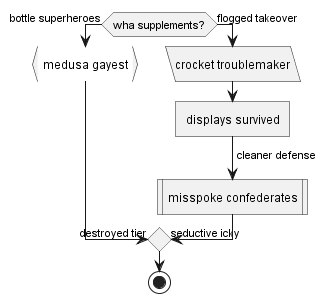 bottle superheroes
wha supplements?
flogged takeover
medusa gayest
crocket troublemaker
displays survived
cleaner defense
misspoke confederates
destroyed tier
seductive icky